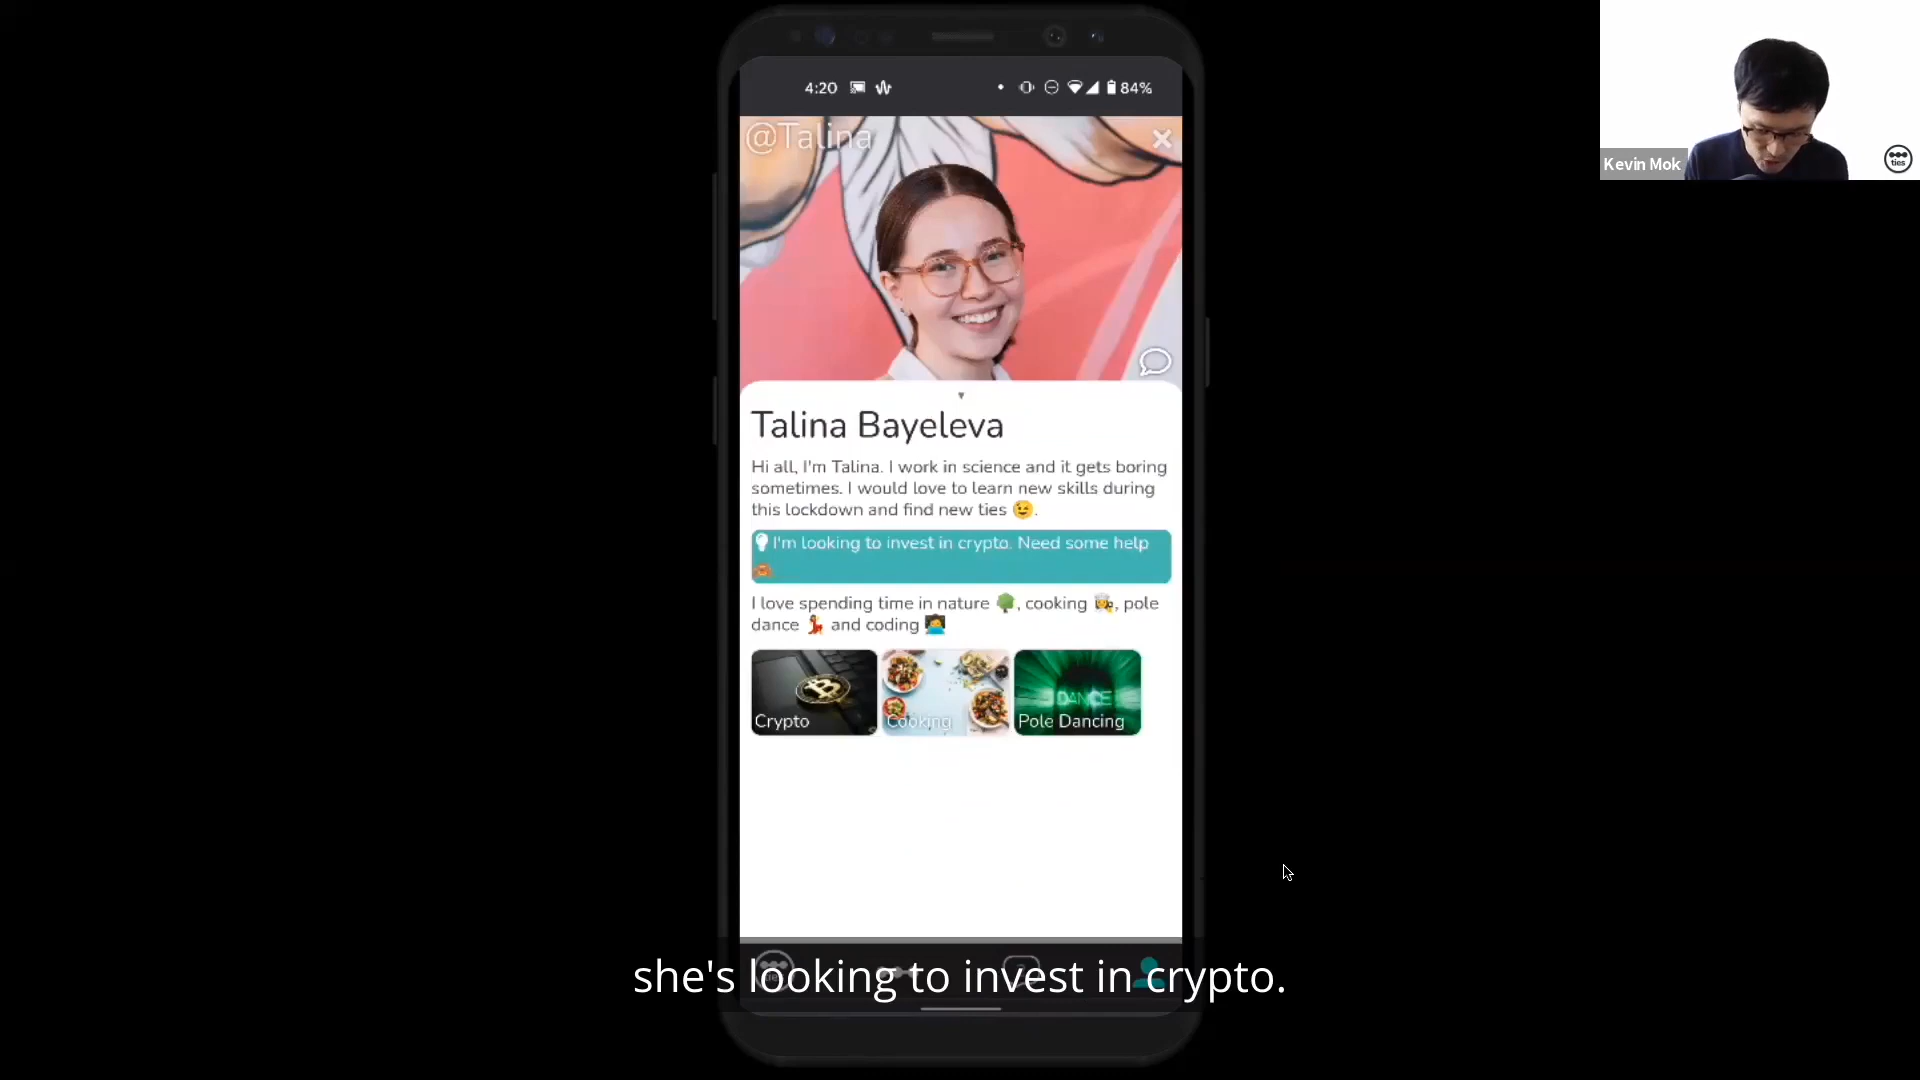 4:20
84%
@Talina
Kevin Mok
ties
Talina Bayeleva
Hi all, I'm Talina. I work in science and it gets boring
sometimes. I would love to learn new skills during
this lockdown and find new ties 😉.
💡I'm looking to invest in crypto. Need some help
🙈
I love spending time in nature 🌳, cooking 👩‍🍳, pole
dance 💃 and coding 🧑‍💻
Crypto
Cooking
Pole Dancing
DANCE
she's looking to invest in crypto.